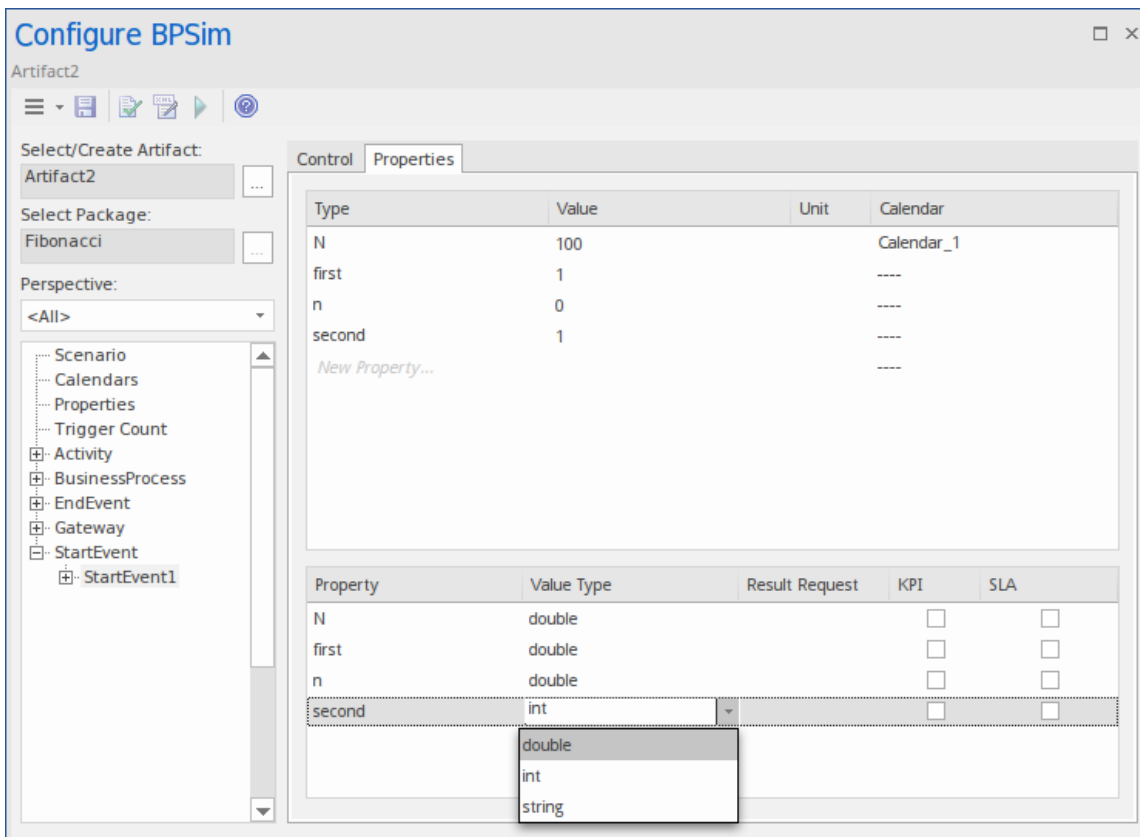 Configure BPSim
Artifact2
Select/Create Artifact:
Artifact2
...
Select Package:
Fibonacci
...
Perspective:
<All>
Scenario
Calendars
Properties
Trigger Count
Activity
BusinessProcess
EndEvent
Gateway
StartEvent
StartEvent1
Control Properties
Type Value Unit Calendar
N 100 Calendar_1
first 1 ----
n 0 ----
second 1 ----
New Property... ----
Property Value Type Result Request KPI SLA
N double
first double
n double
second int
double
int
string